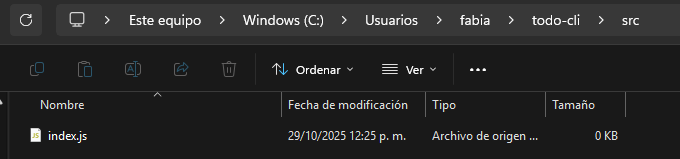 Este equipo > Windows (C:) > Usuarios > fabia > todo-cli > src
Ordenar Ver ...
Nombre Fecha de modificación Tipo Tamaño
JS index.js 29/10/2025 12:25 p. m. Archivo de origen ... 0 KB